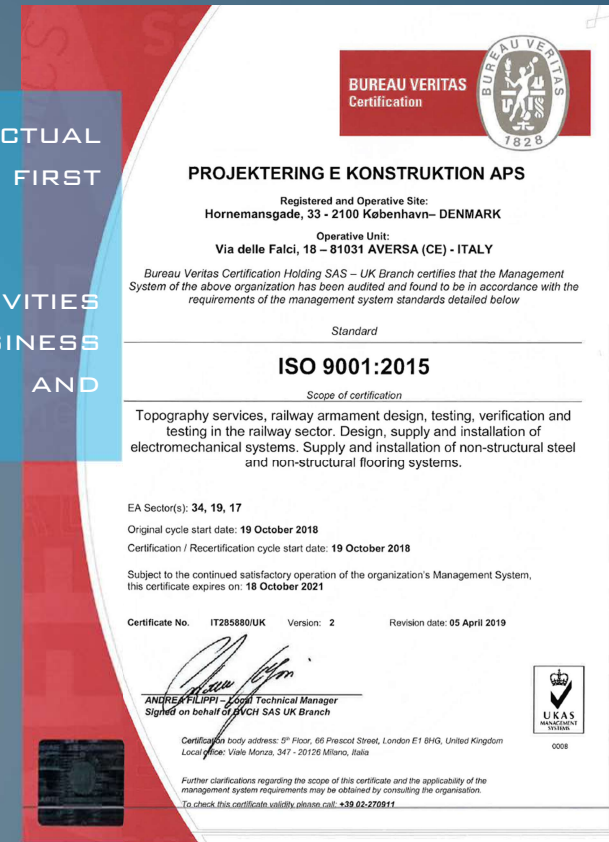 CTUAL
FIRST
VITIES
INESS
AND
BUREAU VERITAS
Certification
BUREAU VERITAS
1828
PROJEKTERING E KONSTRUKTION APS
Registered and Operative Site:
Hornemansgade, 33 - 2100 København– DENMARK
Operative Unit:
Via delle Falci, 18 – 81031 AVERSA (CE) - ITALY
Bureau Veritas Certification Holding SAS – UK Branch certifies that the Management
System of the above organization has been audited and found to be in accordance with the
requirements of the management system standards detailed below
Standard
ISO 9001:2015
Scope of certification
Topography services, railway armament design, testing, verification and
testing in the railway sector. Design, supply and installation of
electromechanical systems. Supply and installation of non-structural steel
and non-structural flooring systems.
EA Sector(s): 34, 19, 17
Original cycle start date: 19 October 2018
Certification / Recertification cycle start date: 19 October 2018
Subject to the continued satisfactory operation of the organization's Management System,
this certificate expires on: 18 October 2021
Certificate No. IT285880/UK Version: 2 Revision date: 05 April 2019
ANDREA FILIPPI – Local Technical Manager
Signed on behalf of BVCH SAS UK Branch
Certification body address: 5th Floor, 66 Prescot Street, London E1 8HG, United Kingdom
Local office: Viale Monza, 347 - 20126 Milano, Italia
Further clarifications regarding the scope of this certificate and the applicability of the
management system requirements may be obtained by consulting the organisation.
To check this certificate validity please call: +39 02-270911
UKAS
MANAGEMENT
SYSTEMS
0008